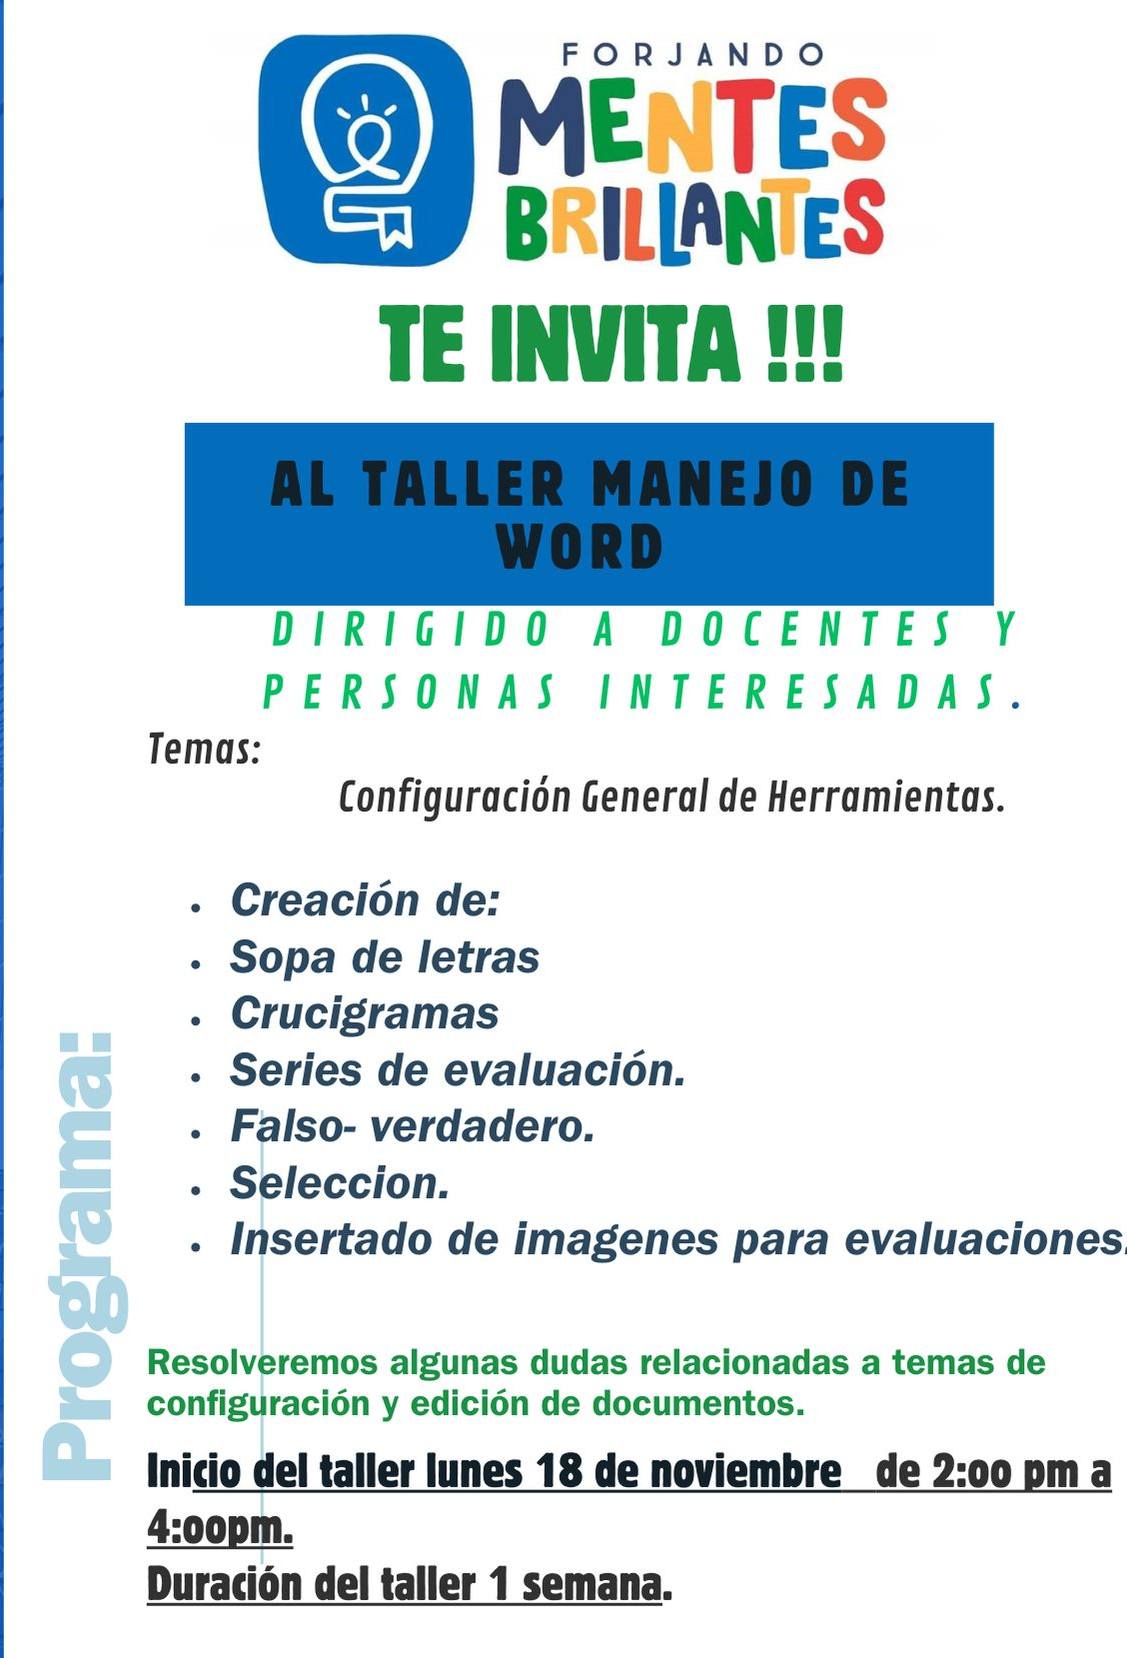 FORJANDO
MENTES
BRILLANTES
TE INVITA !!!
AL TALLER MANEJO DE
WORD
DIRIGIDO A DOCENTES Y
PERSONAS INTERESADAS.
Temas:
Configuración General de Herramientas.
• Creación de:
• Sopa de letras
• Crucigramas
• Series de evaluación.
• Falso- verdadero.
• Seleccion.
• Insertado de imagenes para evaluaciones.
Programa:
Resolveremos algunas dudas relacionadas a temas de
configuración y edición de documentos.
Inicio del taller lunes 18 de noviembre de 2:00 pm a
4:00pm.
Duración del taller 1 semana.